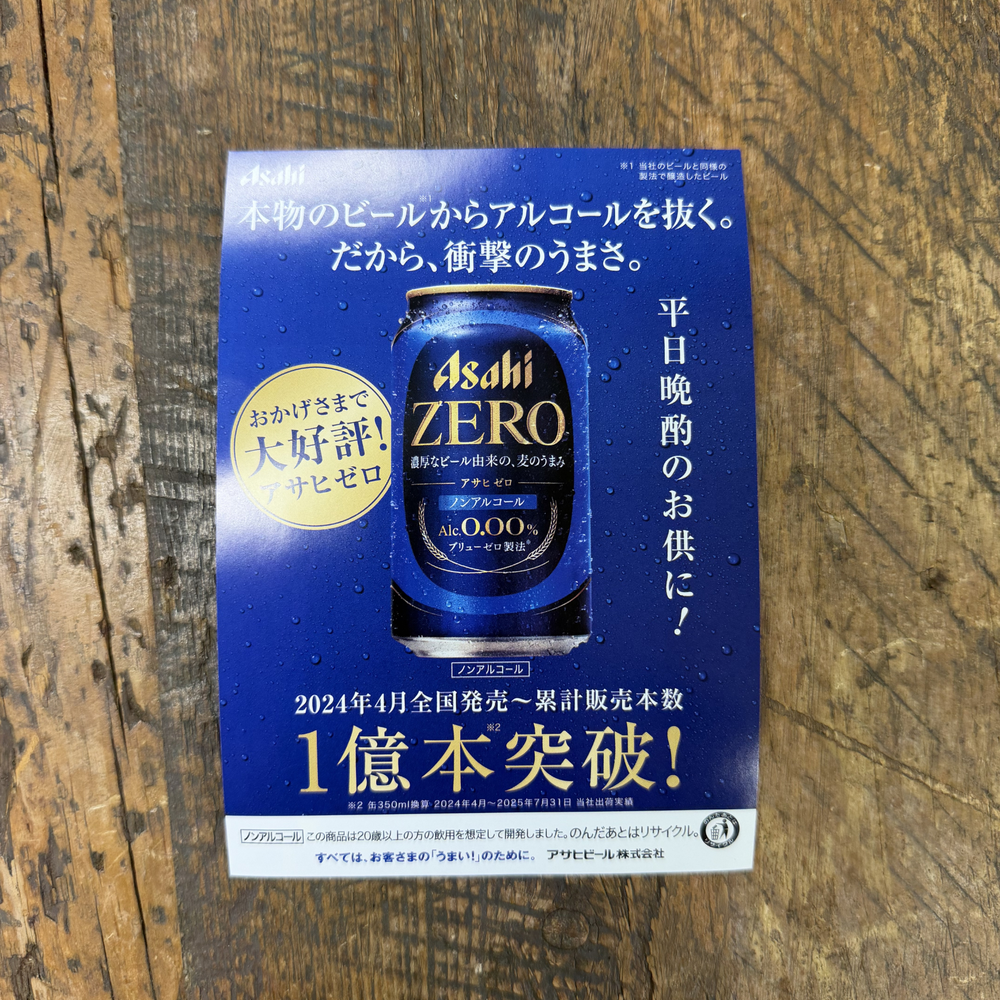 Asahi
※1 当社のビールと同様の
製法で醸造したビール
本物のビール※1からアルコールを抜く。
だから、衝撃のうまさ。
平日晩酌のお供に!
おかげさまで
大好評!
アサヒゼロ
Asahi
ZERO
濃厚なビール由来の、麦のうまみ
アサヒゼロ
ノンアルコール
Alc.0.00%
ブリューゼロ製法※
ノンアルコール
2024年4月全国発売〜累計販売本数
1億本※2突破!
※2 缶350ml換算 2024年4月〜2025年7月31日 当社出荷実績
ノンアルコール この商品は20歳以上の方の飲用を想定して開発しました。のんだあとはリサイクル。
すべては、お客さまの「うまい!」のために。 アサヒビール株式会社